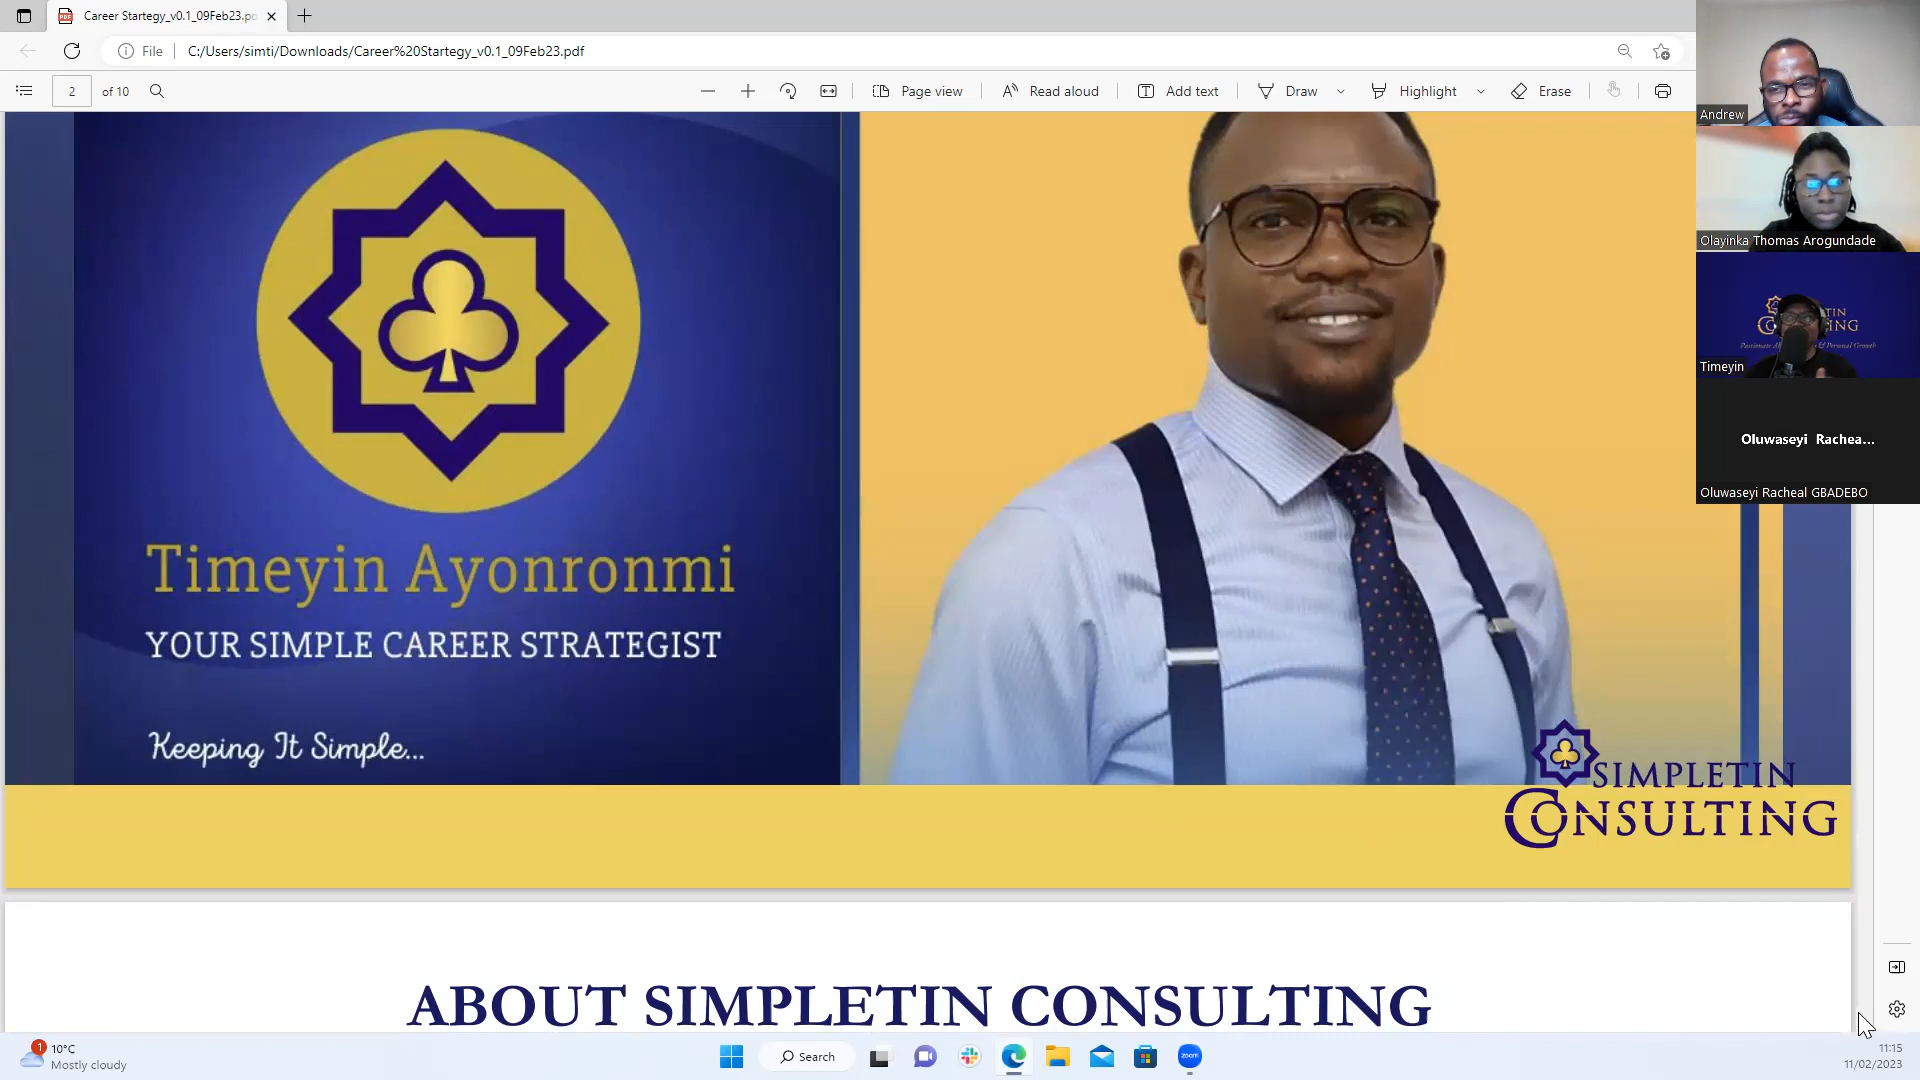 Career Startegy_v0.1_09Feb23.pd
File
C:/Users/simti/Downloads/Career%20Startegy_v0.1_09Feb23.pdf
2
of 10
Page view
Read aloud
Add text
Draw
Highlight
Erase
Andrew
Olayinka Thomas Arogundade
Timeyin
Oluwaseyi Rachea...
Oluwaseyi Racheal GBADEBO
Timeyin Ayonronmi
YOUR SIMPLE CAREER STRATEGIST
Keeping It Simple...
SIMPLETIN
CONSULTING
ABOUT SIMPLETIN CONSULTING
1
10°C
Mostly cloudy
Search
zoom
11:15
11/02/2023